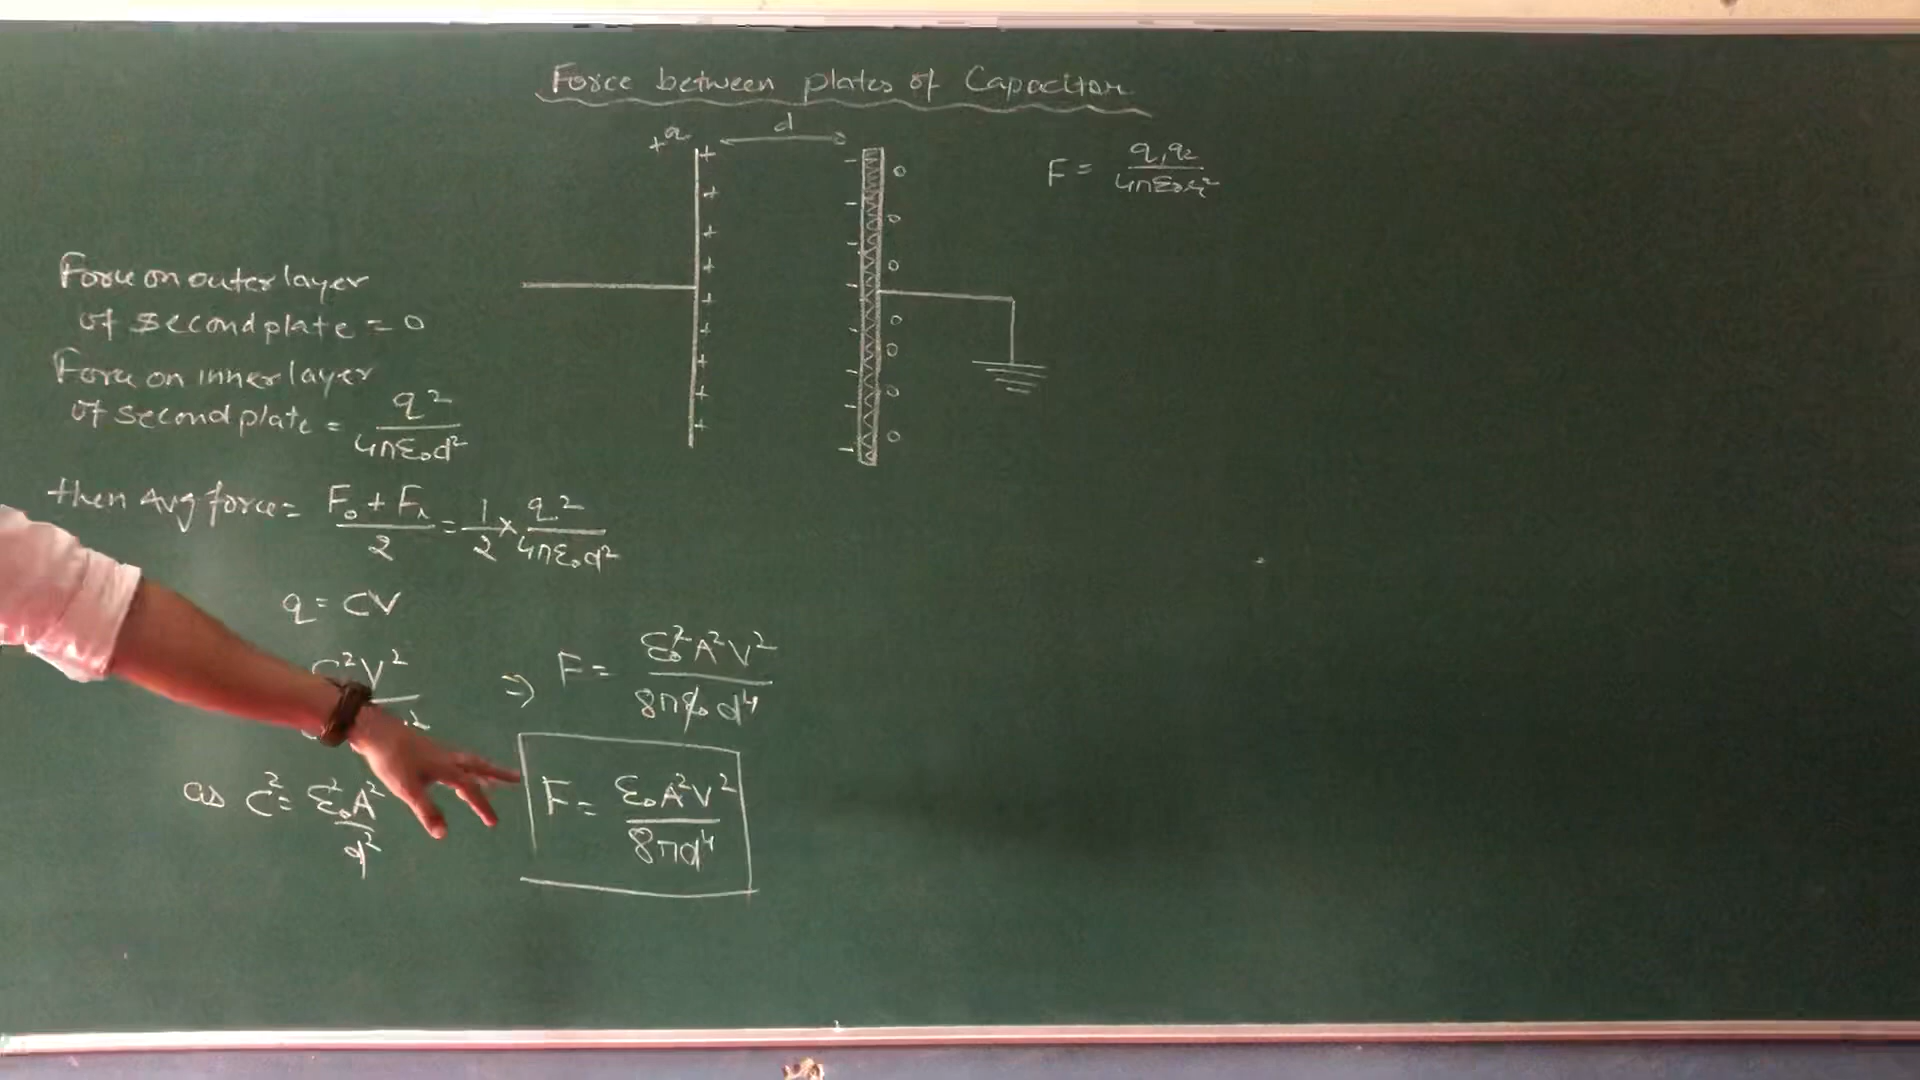 Force between plates of Capacitor
+q
d
F = q₁q₂/4πε₀r²
Force on outer layer
of second plate = 0
Force on inner layer
of second plate = q²/4πε₀d²
then Avg force = F₀ + Fᵢ/2 = 1/2 × q²/4πε₀d²
q = CV
C²V²
⇒ F = ε₀²A²V²/8πε₀d⁴
as C² = ε₀²A²/d²
F = ε₀A²V²/8πd⁴